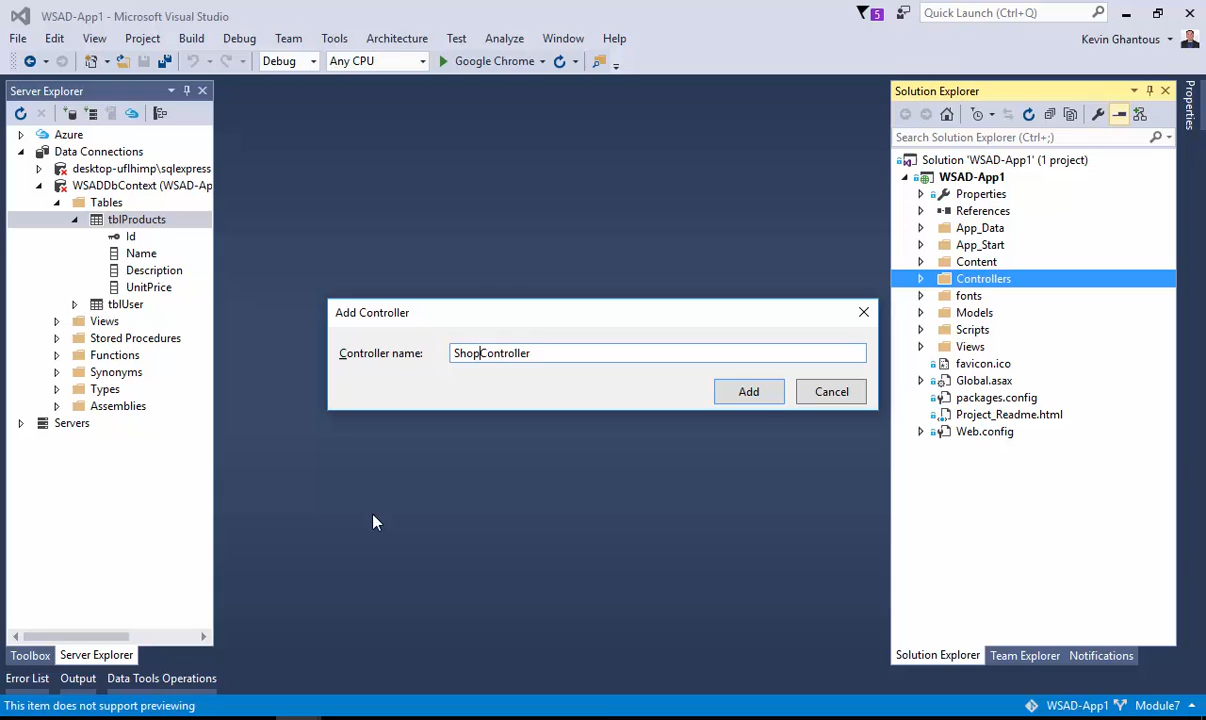 WSAD-App1 - Microsoft Visual Studio
5
Quick Launch (Ctrl+Q)
File Edit View Project Build Debug Team Tools Architecture Test Analyze Window Help
Kevin Ghantous
Debug Any CPU Google Chrome
Server Explorer
Azure
Data Connections
desktop-uflhimp\sqlexpress
WSADDbContext (WSAD-Ap
Tables
tblProducts
Id
Name
Description
UnitPrice
tblUser
Views
Stored Procedures
Functions
Synonyms
Types
Assemblies
Servers
Toolbox Server Explorer
Error List Output Data Tools Operations
Add Controller
Controller name: ShopController
Add Cancel
Solution Explorer
Search Solution Explorer (Ctrl+;)
Solution 'WSAD-App1' (1 project)
WSAD-App1
Properties
References
App_Data
App_Start
Content
Controllers
fonts
Models
Scripts
Views
favicon.ico
Global.asax
packages.config
Project_Readme.html
Web.config
Solution Explorer Team Explorer Notifications
Properties
This item does not support previewing
WSAD-App1 Module7